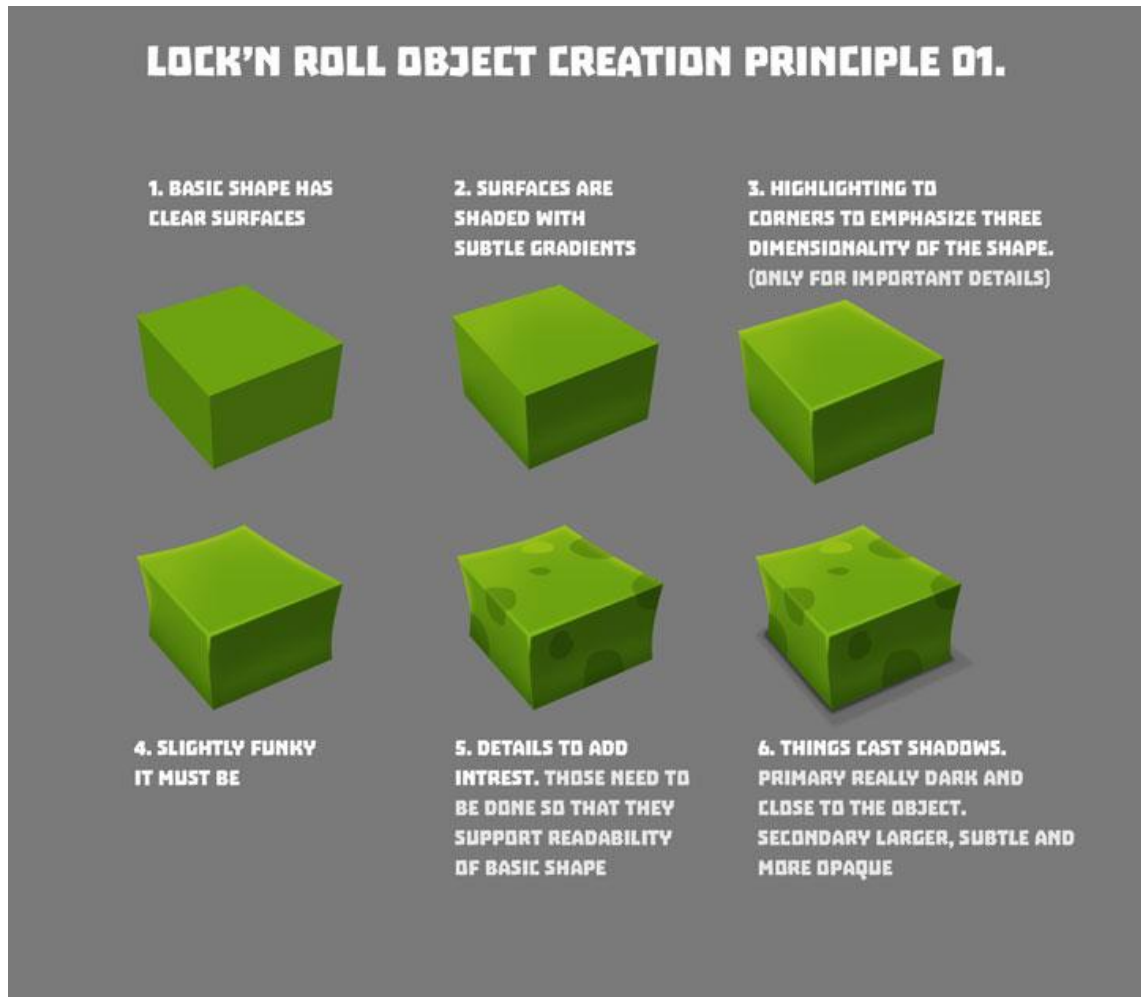 LOCK'N ROLL OBJECT CREATION PRINCIPLE 01.
1. BASIC SHAPE HAS
CLEAR SURFACES
2. SURFACES ARE
SHADED WITH
SUBTLE GRADIENTS
3. HIGHLIGHTING TO
CORNERS TO EMPHASIZE THREE
DIMENSIONALITY OF THE SHAPE.
(ONLY FOR IMPORTANT DETAILS)
4. SLIGHTLY FUNKY
IT MUST BE
5. DETAILS TO ADD
INTREST. THOSE NEED TO
BE DONE SO THAT THEY
SUPPORT READABILITY
OF BASIC SHAPE
6. THINGS CAST SHADOWS.
PRIMARY REALLY DARK AND
CLOSE TO THE OBJECT.
SECONDARY LARGER, SUBTLE AND
MORE OPAQUE